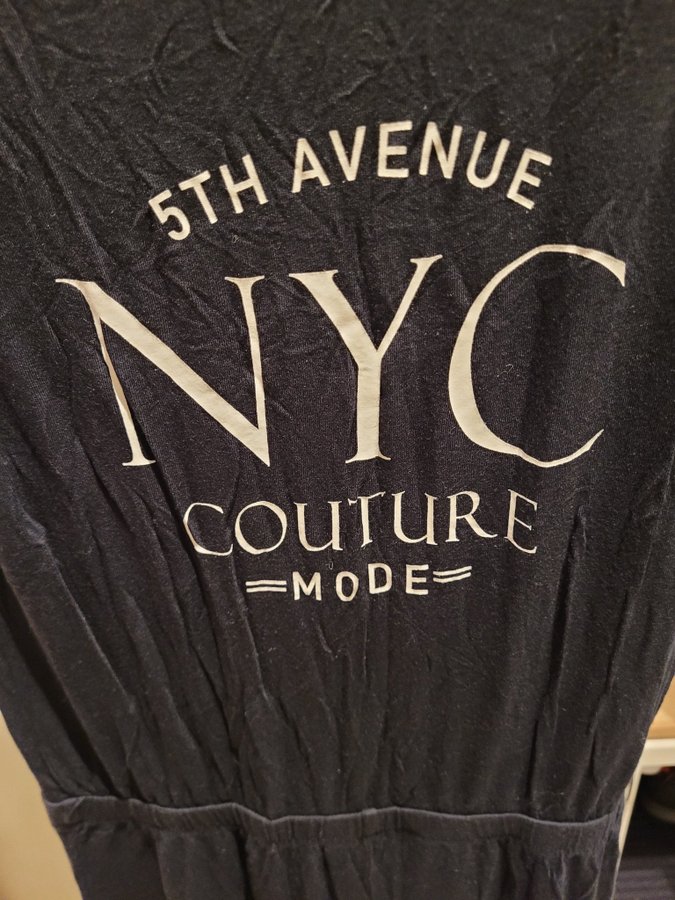 5TH AVENUE
NYC
COUTURE
=MODE=